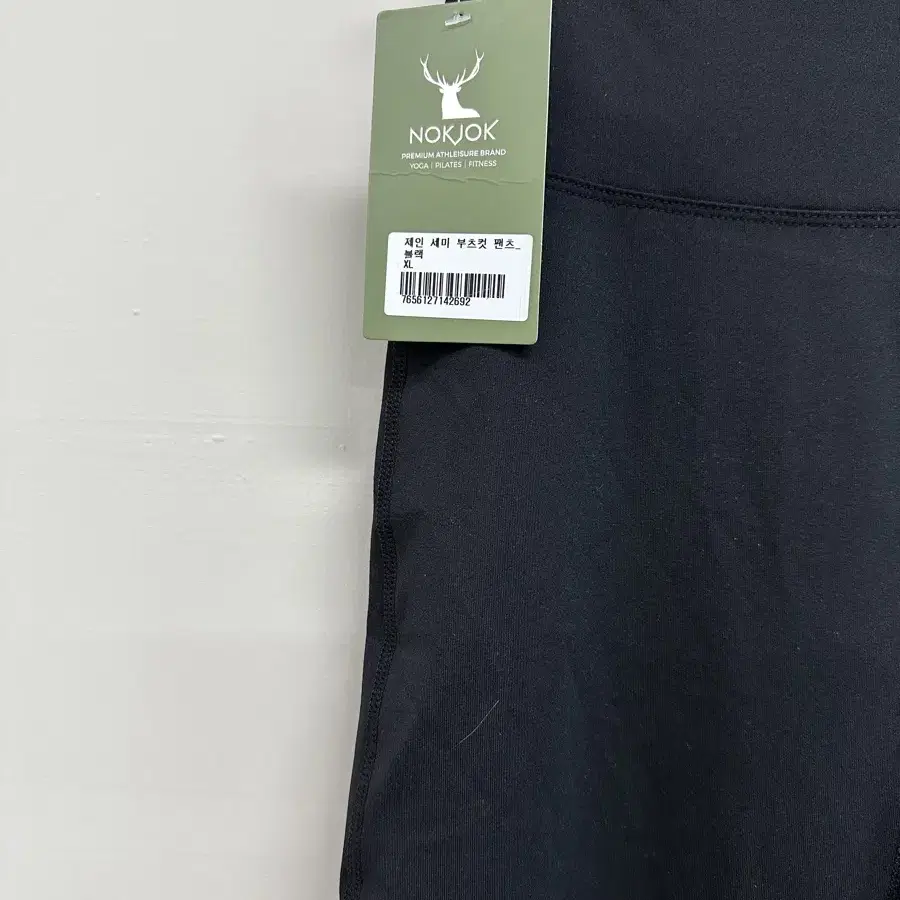 NOKJOK
PREMIUM ATHLEISURE BRAND
YOGA | PILATES | FITNESS
제인 세미 부츠컷 팬츠_
블랙
XL
7656127142692